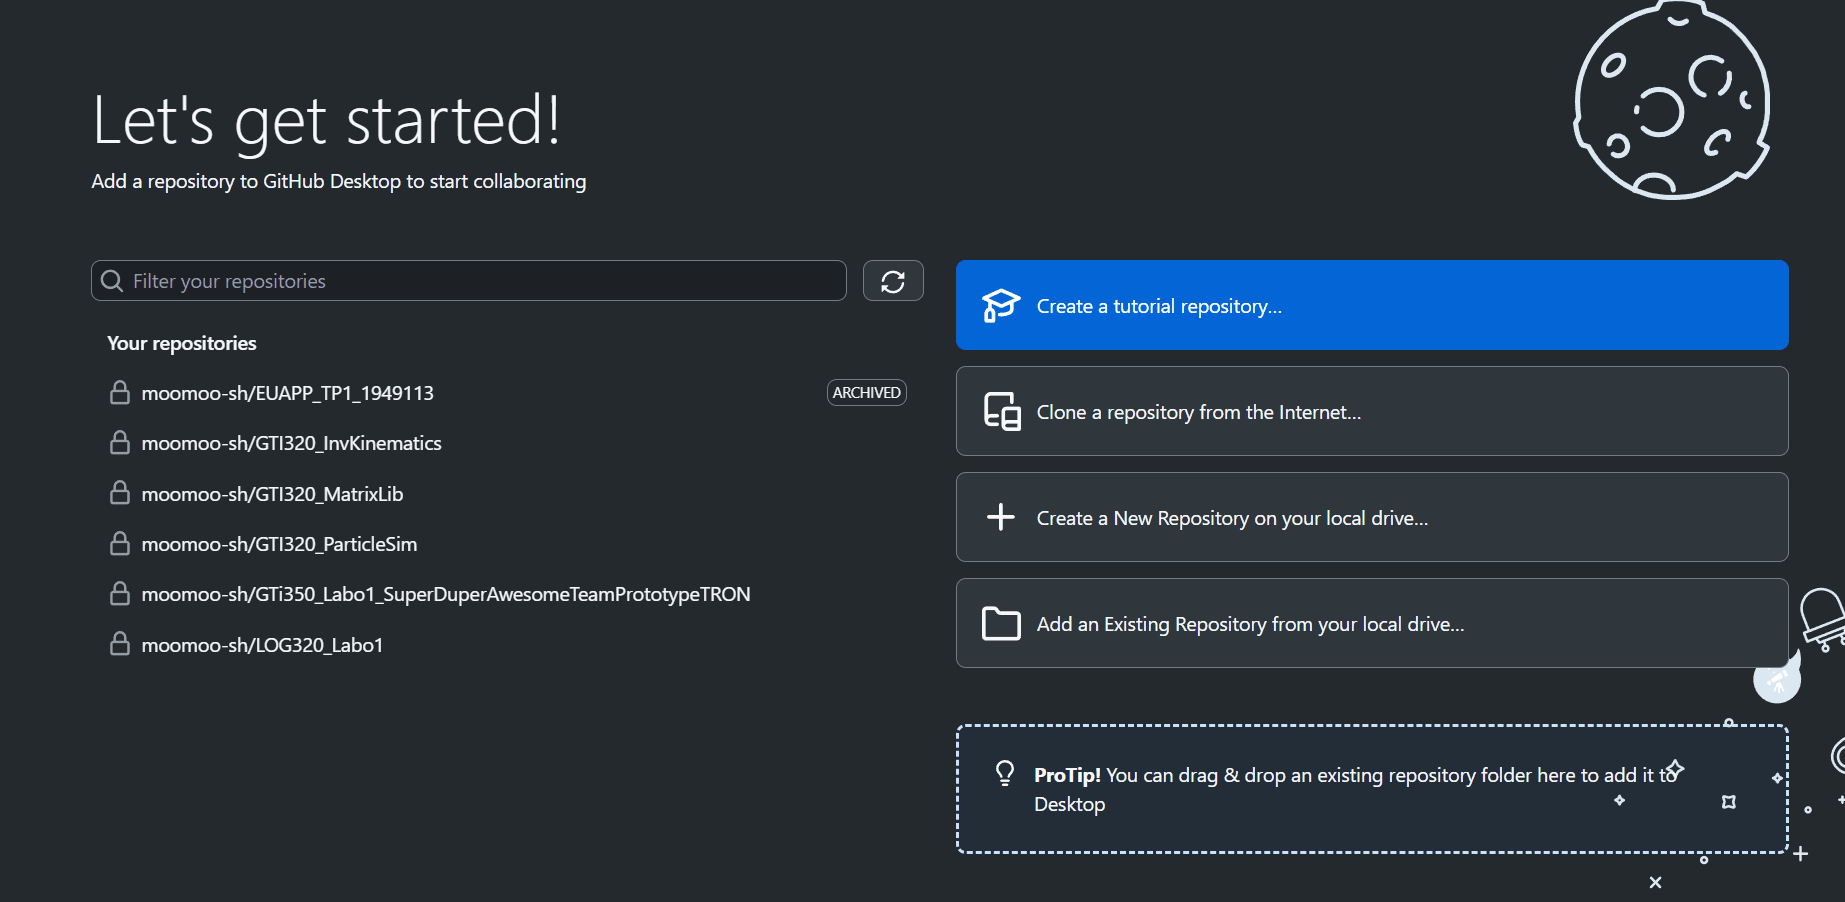 Let's get started!
Add a repository to GitHub Desktop to start collaborating
Filter your repositories
Your repositories
moomoo-sh/EUAPP_TP1_1949113
ARCHIVED
moomoo-sh/GTI320_InvKinematics
moomoo-sh/GTI320_MatrixLib
moomoo-sh/GTI320_ParticleSim
moomoo-sh/GTi350_Labo1_SuperDuperAwesomeTeamPrototypeTRON
moomoo-sh/LOG320_Labo1
Create a tutorial repository...
Clone a repository from the Internet...
Create a New Repository on your local drive...
Add an Existing Repository from your local drive...
ProTip! You can drag & drop an existing repository folder here to add it to
Desktop